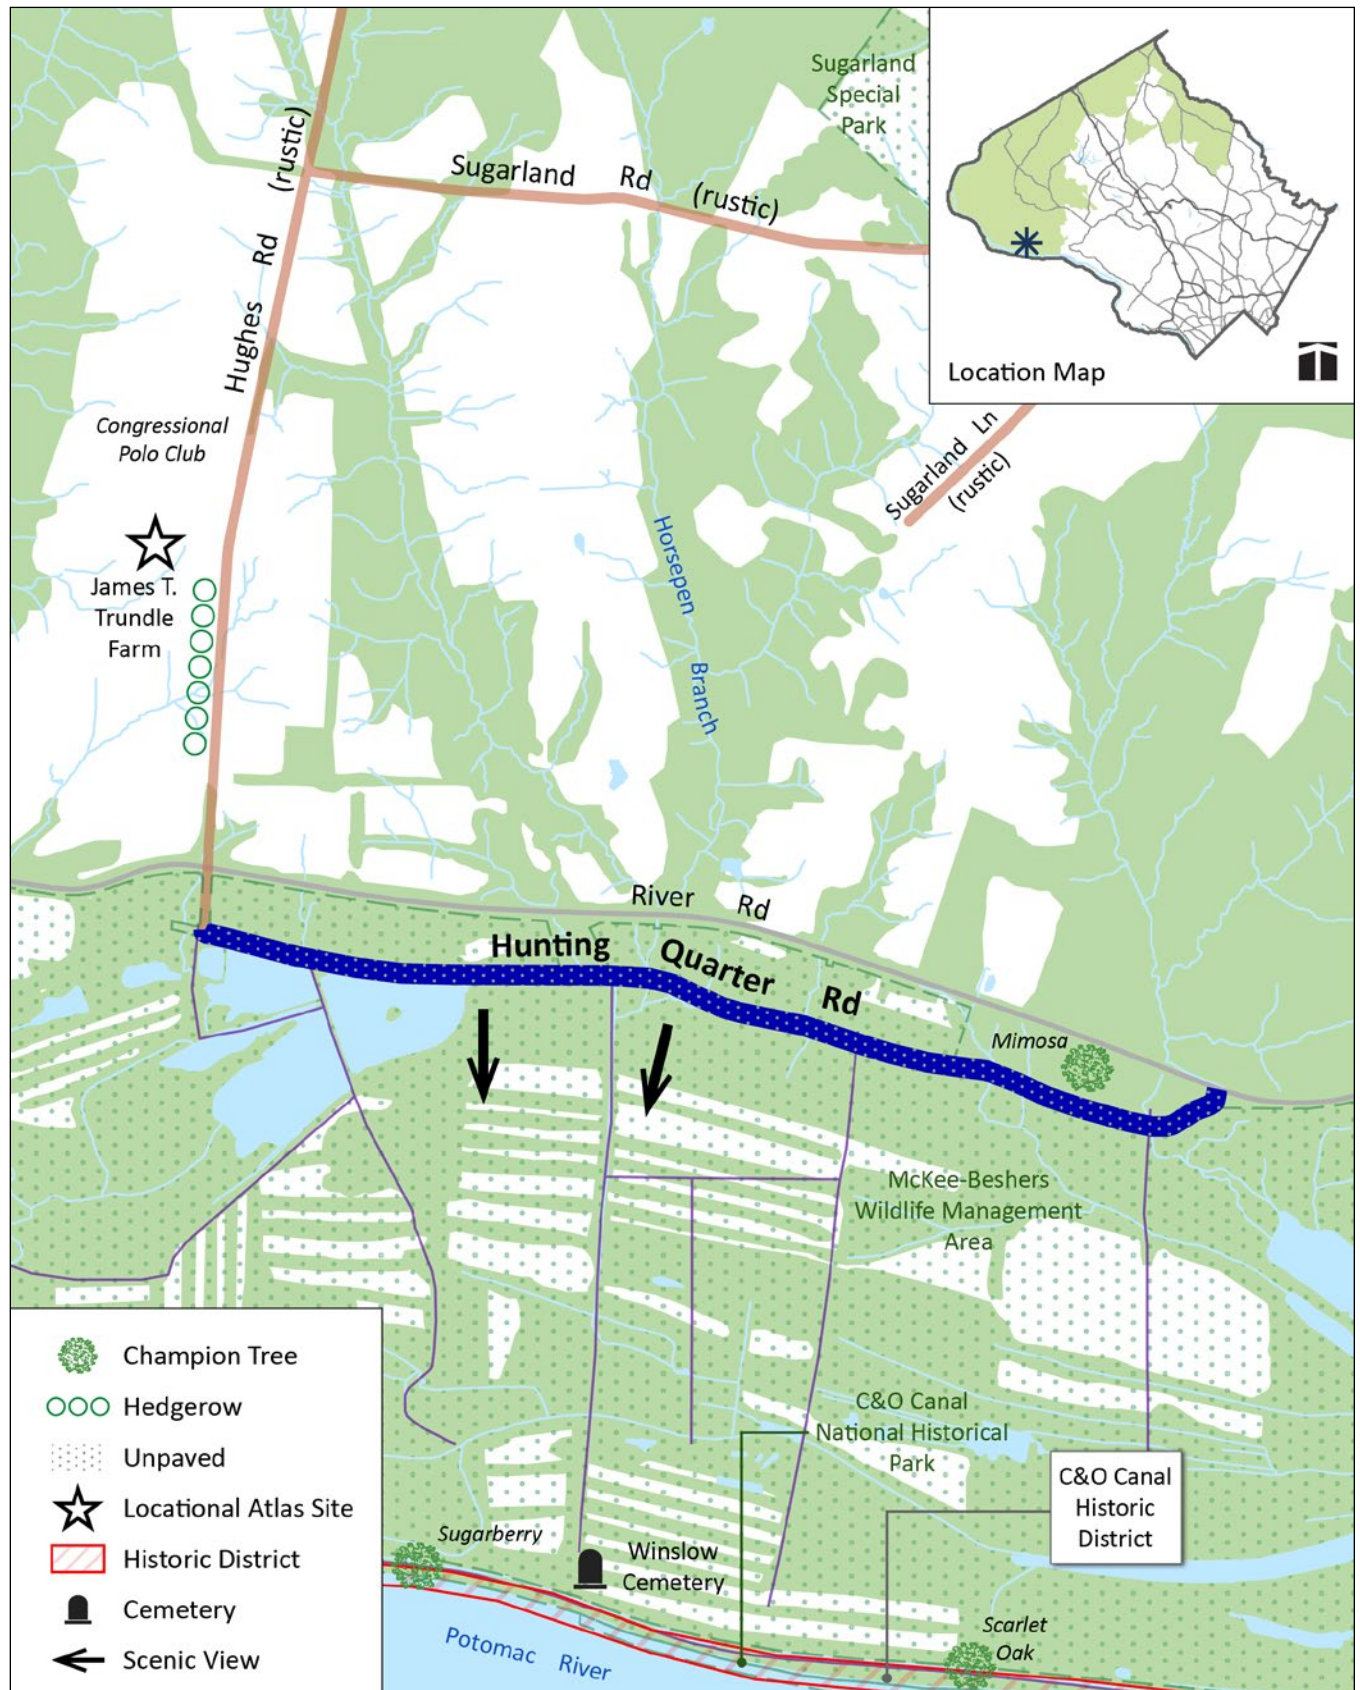 Sugarland
Special
Park
Location Map
Hughes Rd (rustic)
Sugarland Rd (rustic)
Sugarland Ln
(rustic)
Congressional
Polo Club
James T.
Trundle
Farm
Horsepen Branch
River Rd
Hunting Quarter Rd
Mimosa
McKee-Beshers
Wildlife Management
Area
C&O Canal
National Historical
Park
C&O Canal
Historic
District
Sugarberry
Winslow
Cemetery
Scarlet
Oak
Potomac River
Champion Tree
Hedgerow
Unpaved
Locational Atlas Site
Historic District
Cemetery
Scenic View